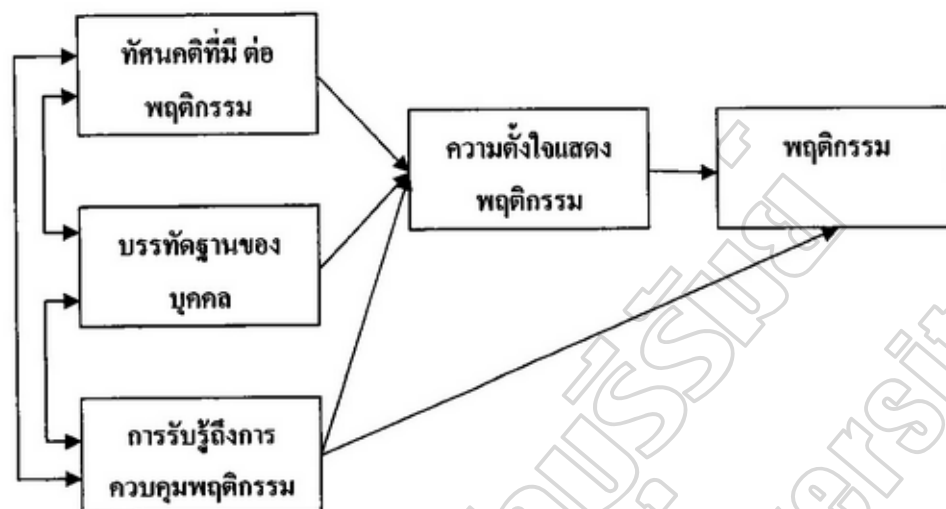 ทัศนคติที่มี ต่อ
พฤติกรรม
ความตั้งใจแสดง
พฤติกรรม
พฤติกรรม
บรรทัดฐานของ
บุคคล
การรับรู้ถึงการ
ควบคุมพฤติกรรม